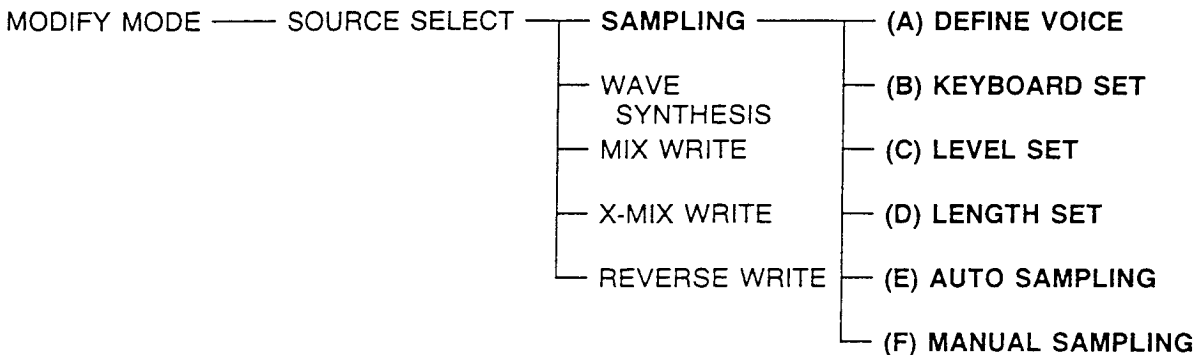 MODIFY MODE SOURCE SELECT SAMPLING (A) DEFINE VOICE
WAVE (B) KEYBOARD SET
SYNTHESIS
MIX WRITE (C) LEVEL SET
X-MIX WRITE (D) LENGTH SET
REVERSE WRITE (E) AUTO SAMPLING
(F) MANUAL SAMPLING